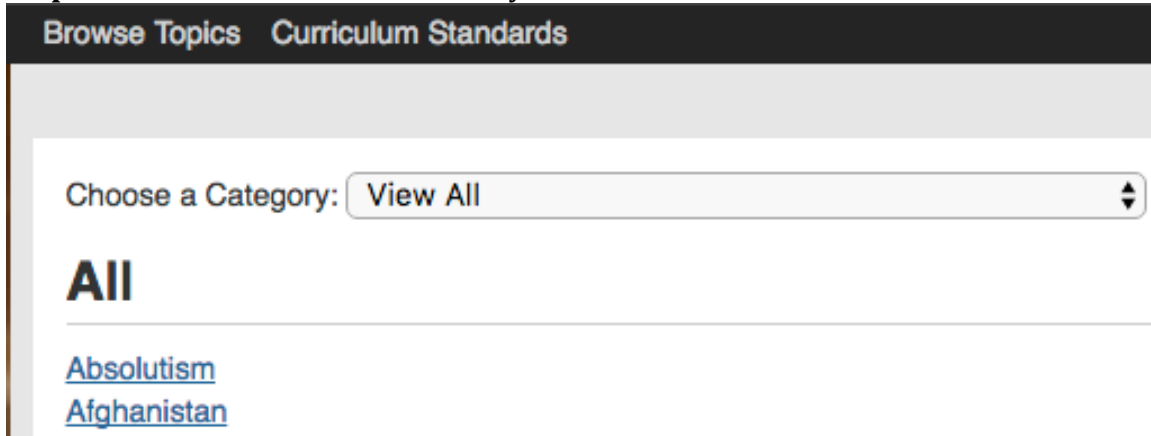 Browse Topics Curriculum Standards
Choose a Category: View All
All
Absolutism
Afghanistan